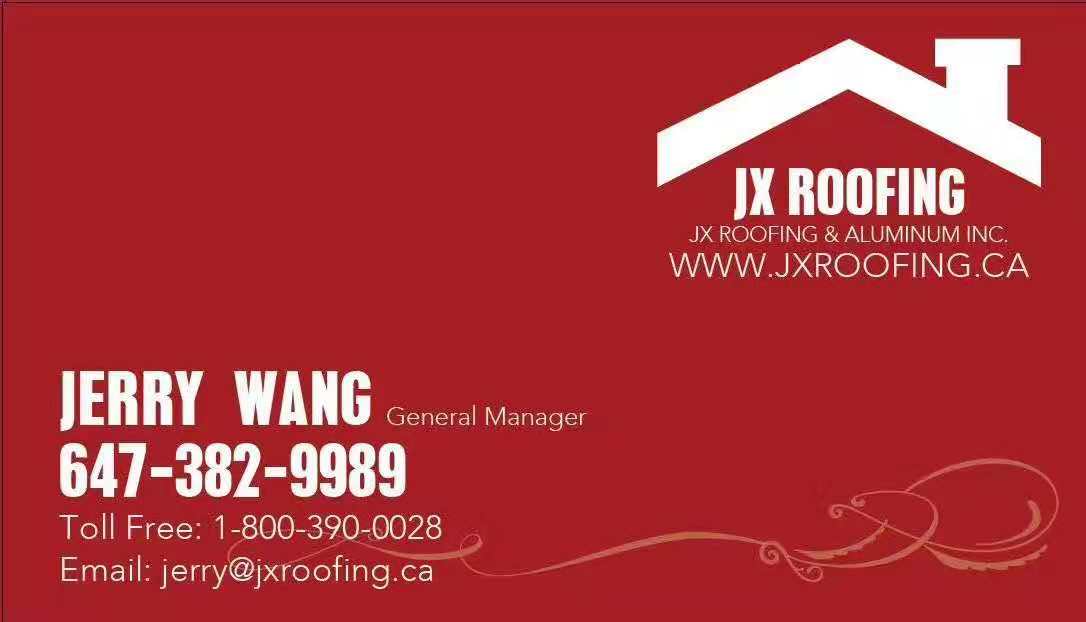 JX ROOFING
JX ROOFING & ALUMINUM INC.
WWW.JXROOFING.CA
JERRY WANG General Manager
647-382-9989
Toll Free: 1-800-390-0028
Email: jerry@jxroofing.ca